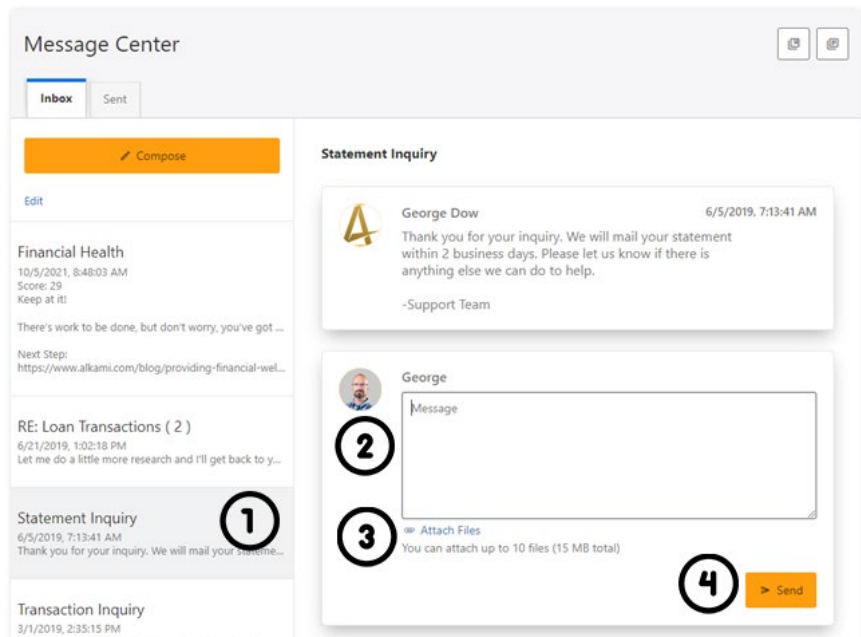 Message Center
Inbox
Sent
Compose
Edit
Financial Health
10/5/2021, 8:48:03 AM
Score: 29
Keep at it!
There's work to be done, but don't worry, you've got ...
Next Step:
https://www.alkami.com/blog/providing-financial-wel...
RE: Loan Transactions ( 2 )
6/21/2019, 1:02:18 PM
Let me do a little more research and I'll get back to y...
Statement Inquiry
6/5/2019, 7:13:41 AM
Thank you for your inquiry. We will mail your stateme...
1
Transaction Inquiry
3/1/2019, 2:35:15 PM
Statement Inquiry
George Dow
6/5/2019, 7:13:41 AM
Thank you for your inquiry. We will mail your statement
within 2 business days. Please let us know if there is
anything else we can do to help.
-Support Team
George
Message
2
3
Attach Files
You can attach up to 10 files (15 MB total)
4
Send